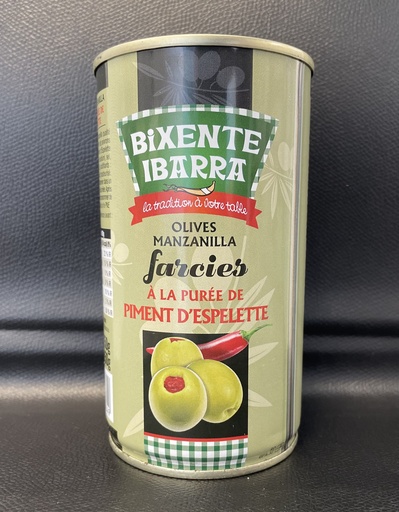 BiXENTE
IBARRA
la tradition à votre table
OLIVES
MANZANILLA
farcies
À LA PURÉE DE
PIMENT D'ESPELETTE